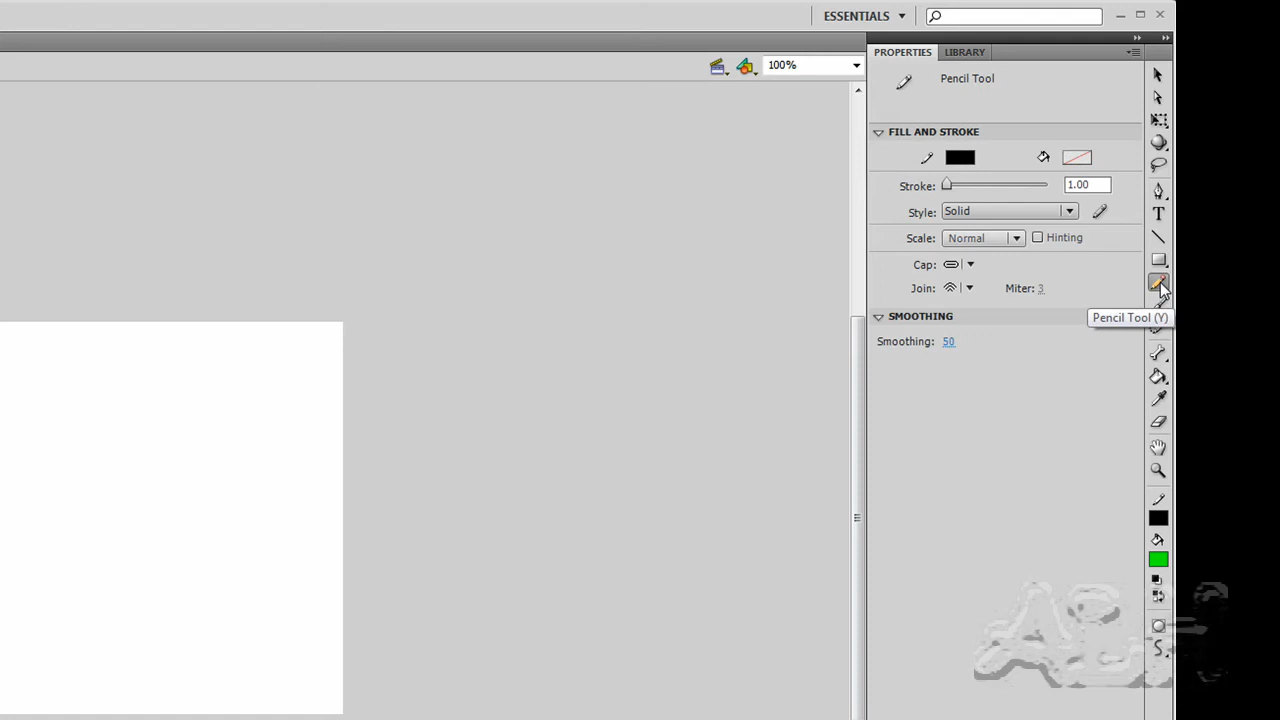 ESSENTIALS
100%
PROPERTIES LIBRARY
Pencil Tool
FILL AND STROKE
Stroke: 1.00
Style: Solid
Scale: Normal Hinting
Cap:
Join: Miter: 3
SMOOTHING
Pencil Tool (Y)
Smoothing: 50